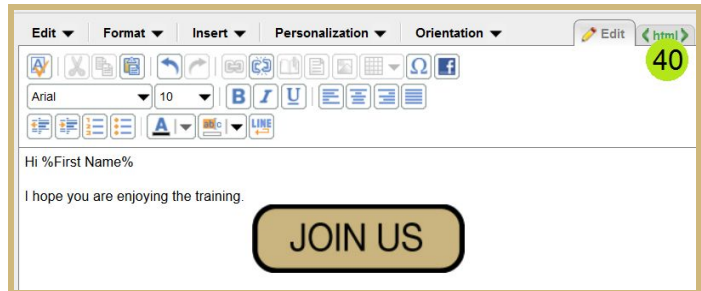 Edit Format Insert Personalization Orientation Edit <html>
40
Arial 10 B I U
A abc LINE
Hi %First Name%
I hope you are enjoying the training.
JOIN US